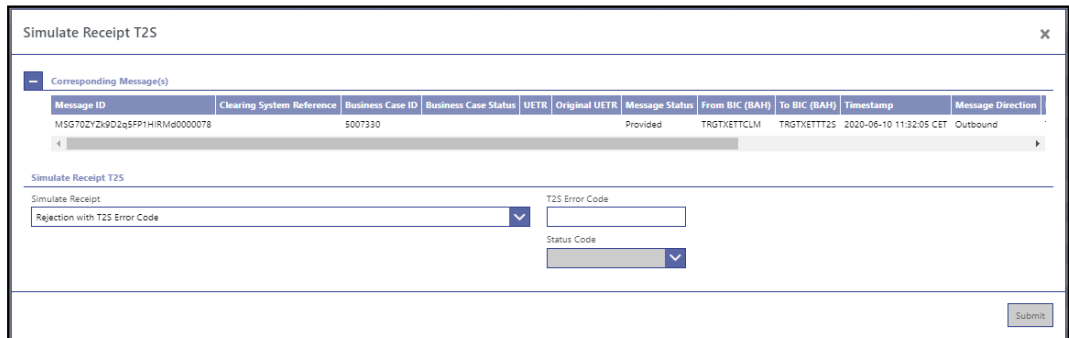 Simulate Receipt T2S
Corresponding Message(s)
Message ID Clearing System Reference Business Case ID Business Case Status UETR Original UETR Message Status From BIC (BAH) To BIC (BAH) Timestamp Message Direction
MSG70ZYZk9D2q5FP1HIRMd0000078 5007330 Provided TRGTXETTCLM TRGTXETTT2S 2020-06-10 11:32:05 CET Outbound
Simulate Receipt T2S
Simulate Receipt T2S Error Code
Rejection with T2S Error Code
Status Code
Submit